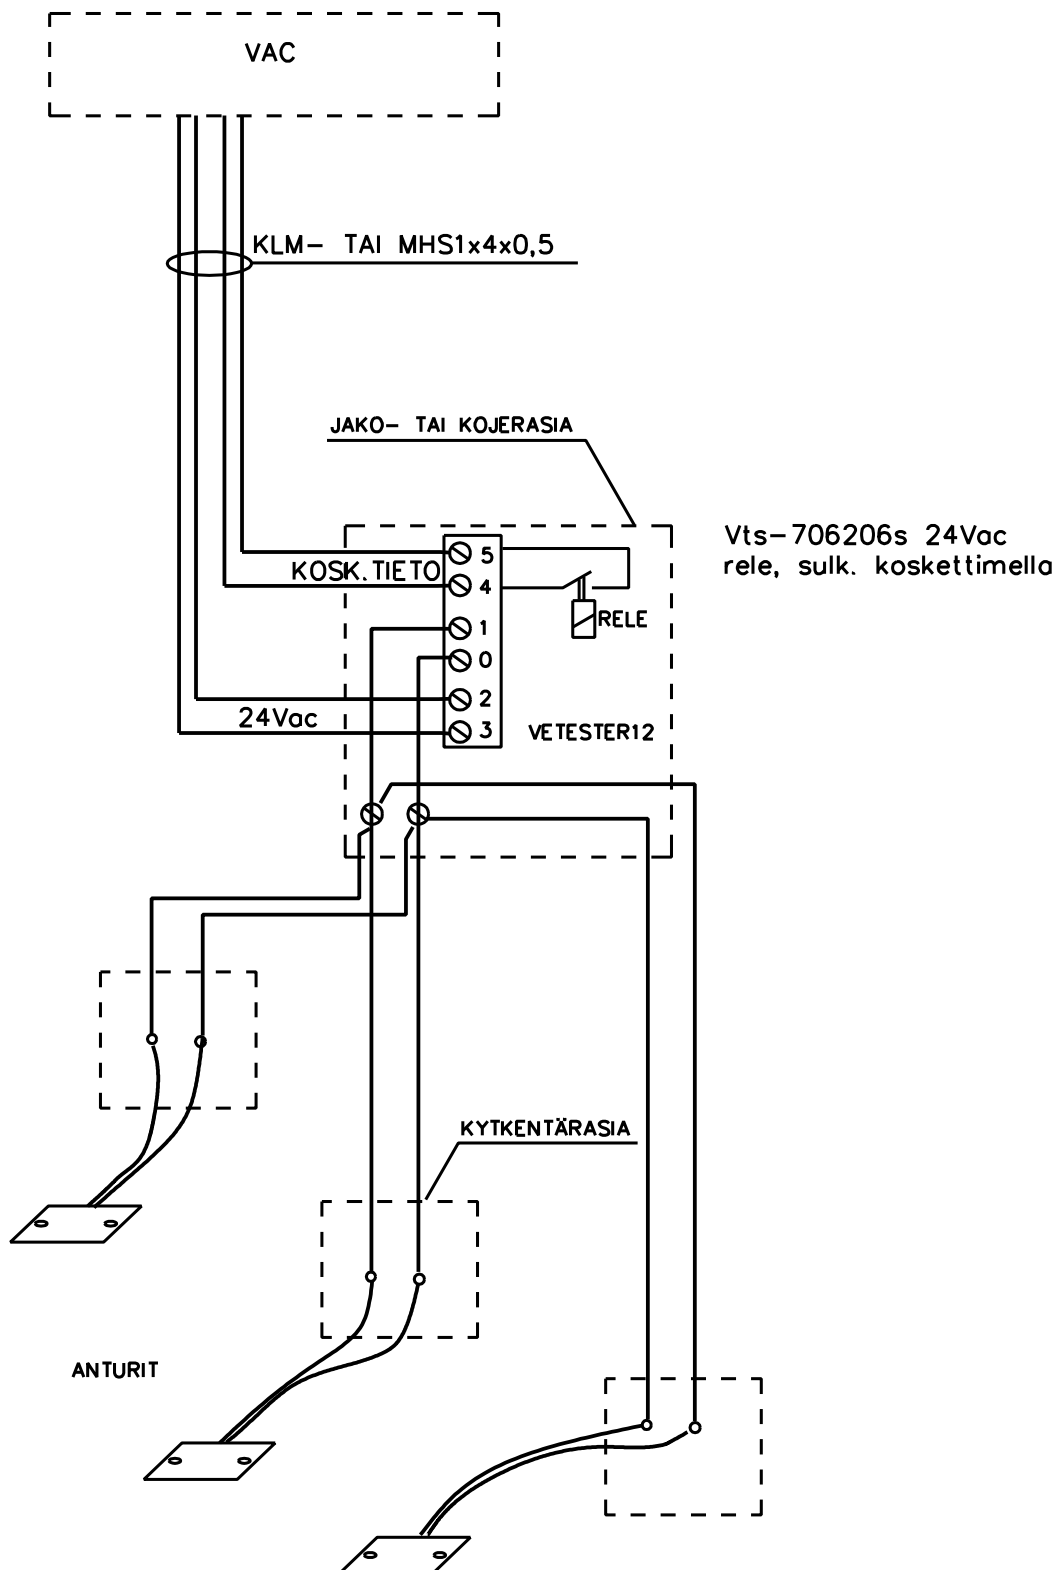 VAC
KLM- TAI MHS1x4x0,5
JAKO- TAI KOJERASIA
Vts-706206s 24Vac
rele, sulk. koskettimella
5
KOSK.TIETO
4
RELE
1
0
2
24Vac
3
VETESTER12
KYTKENTÄRASIA
ANTURIT